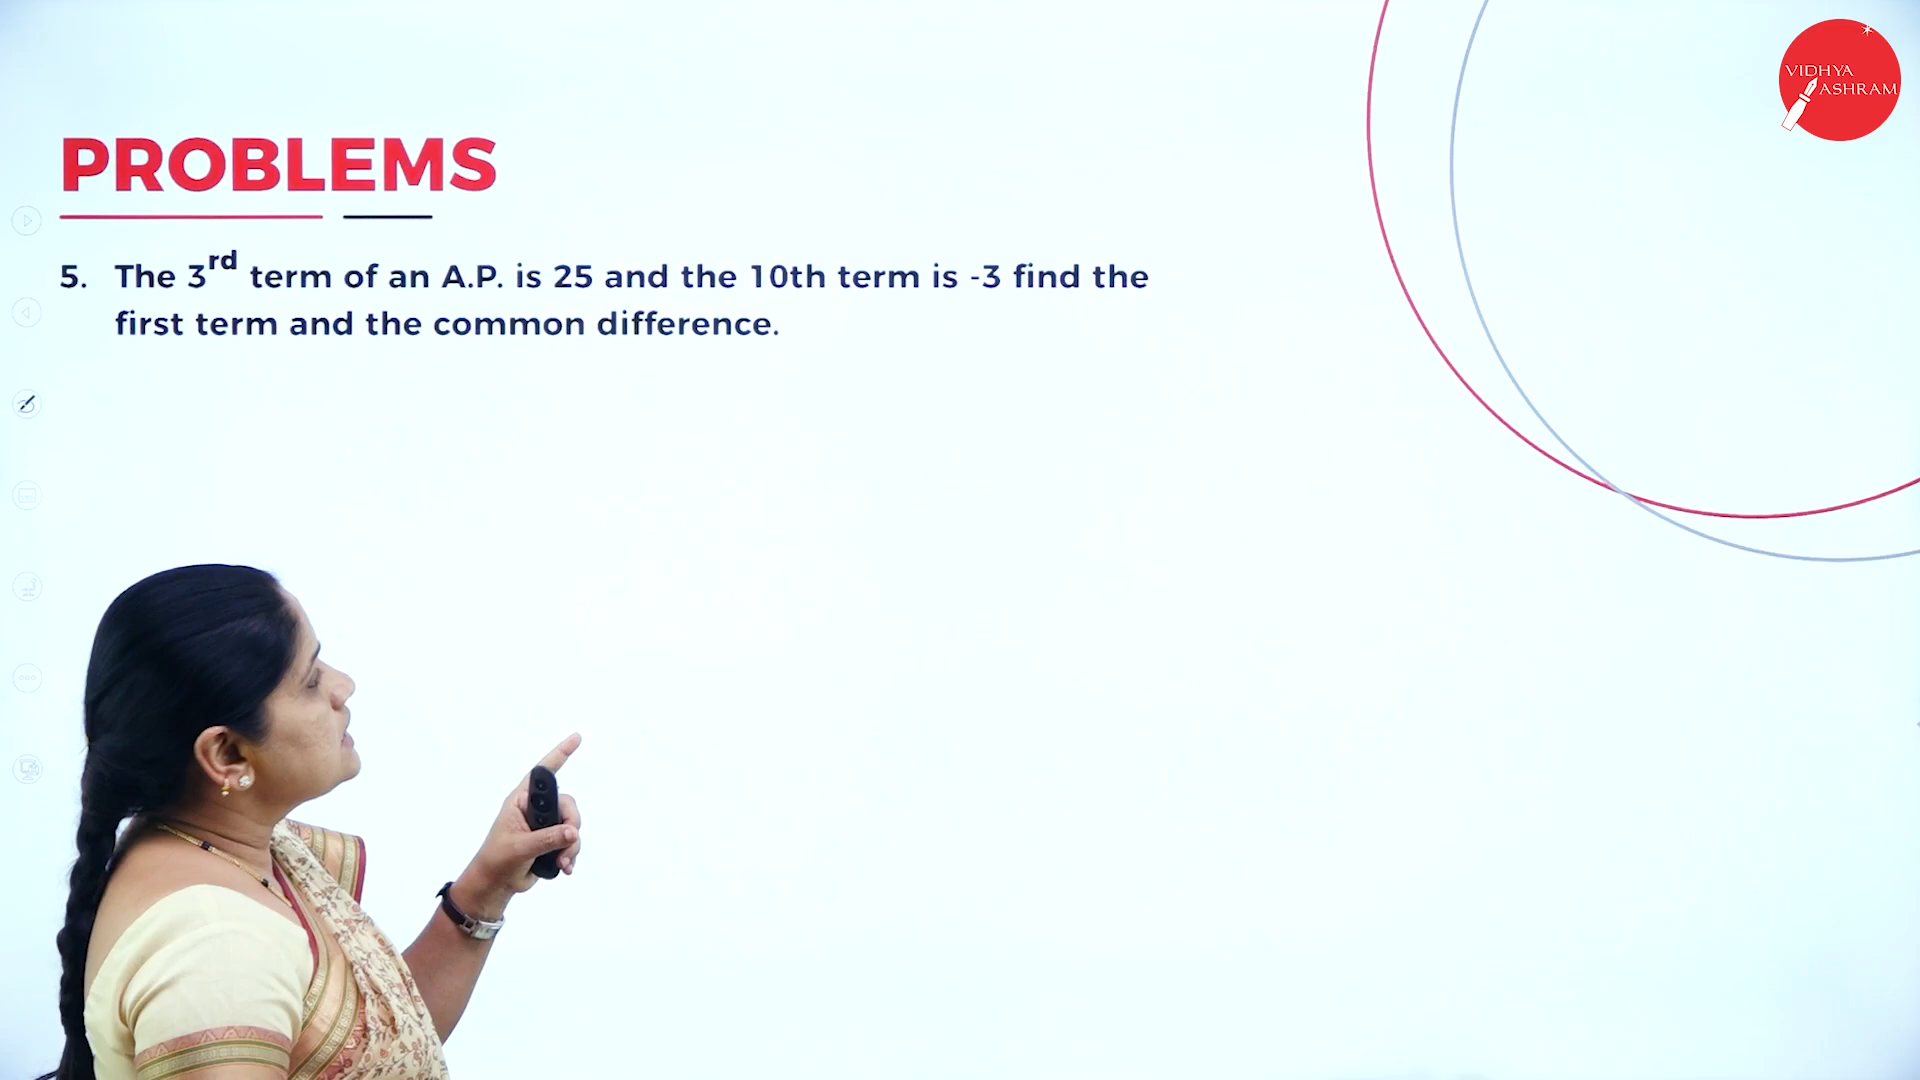 VIDHYA
ASHRAM
PROBLEMS
5. The 3rd term of an A.P. is 25 and the 10th term is -3 find the
first term and the common difference.